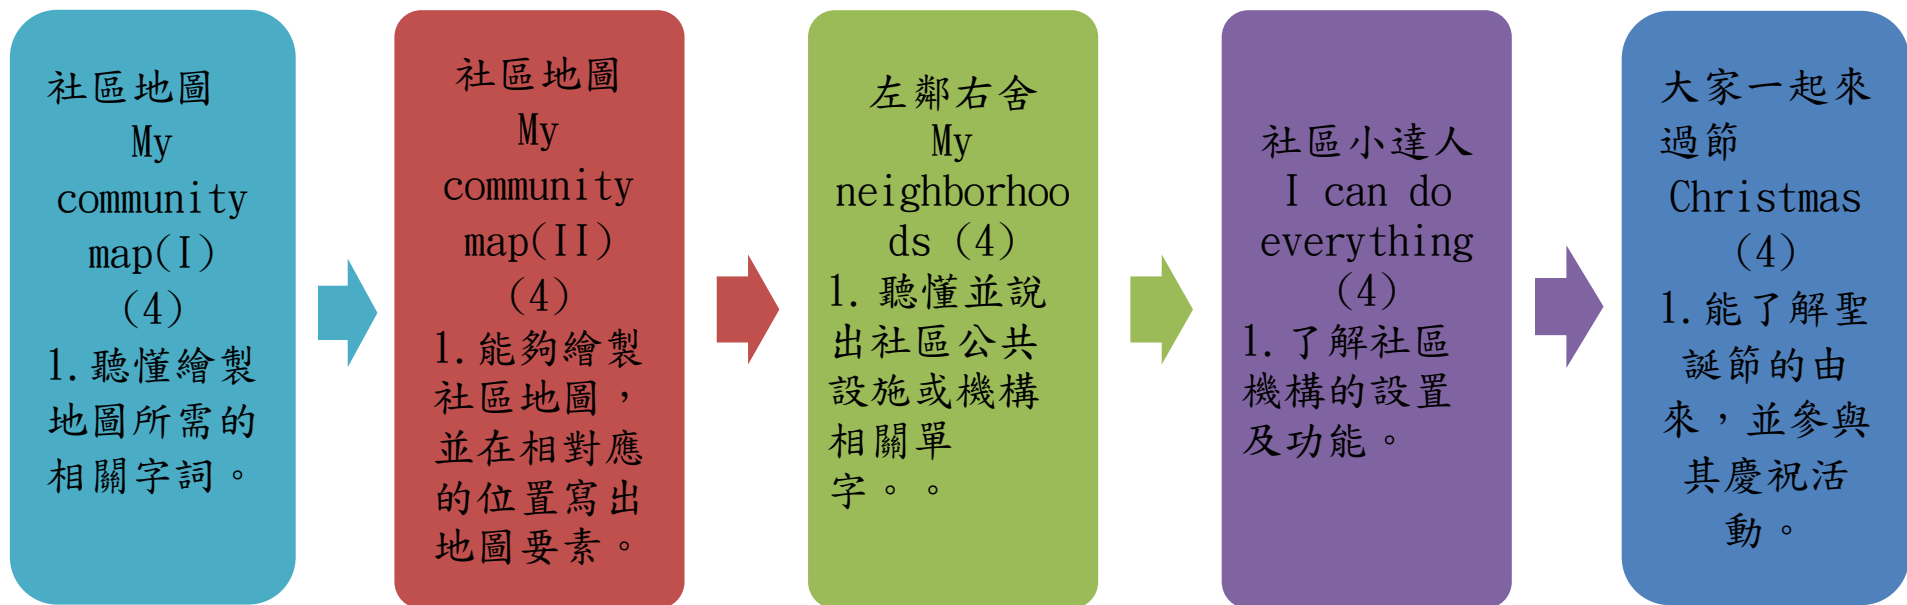 社區地圖
My
community
map(I)
(4)
1.聽懂繪製
地圖所需的
相關字詞。
社區地圖
My
community
map(II)
(4)
1.能夠繪製
社區地圖，
並在相對應
的位置寫出
地圖要素。
左鄰右舍
My
neighborhoo
ds (4)
1.聽懂並說
出社區公共
設施或機構
相關單
字。。
社區小達人
I can do
everything
(4)
1.了解社區
機構的設置
及功能。
大家一起來
過節
Christmas
(4)
1.能了解聖
誕節的由
來，並參與
其慶祝活
動。